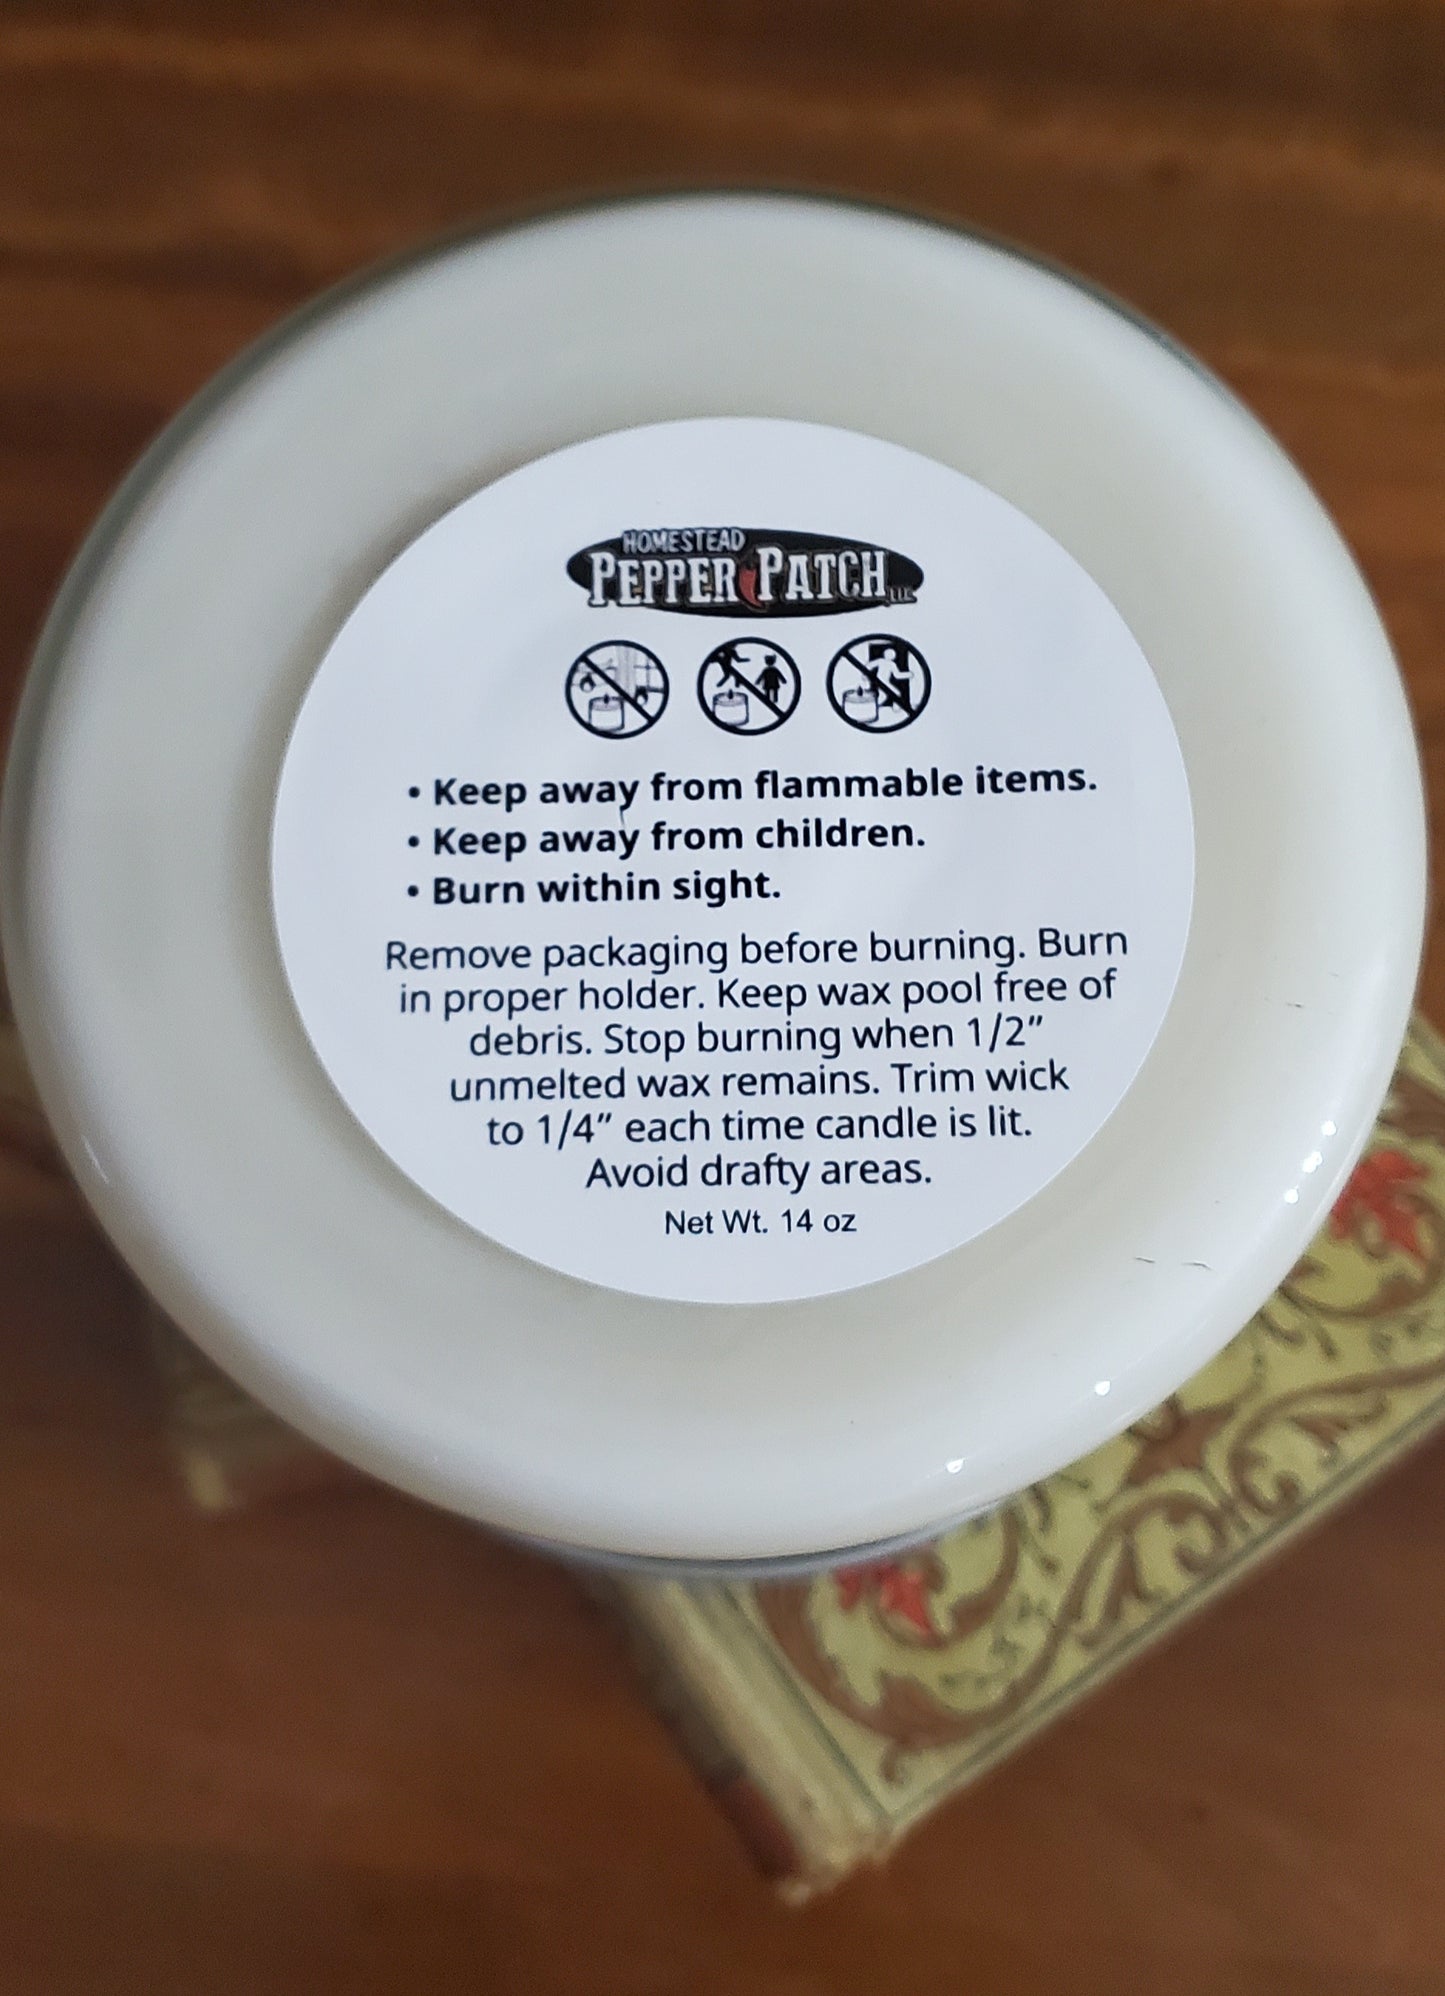 HOMESTEAD
PEPPER PATCH LLC
• Keep away from flammable items.
• Keep away from children.
• Burn within sight.
Remove packaging before burning. Burn
in proper holder. Keep wax pool free of
debris. Stop burning when 1/2"
unmelted wax remains. Trim wick
to 1/4" each time candle is lit.
Avoid drafty areas.
Net Wt. 14 oz